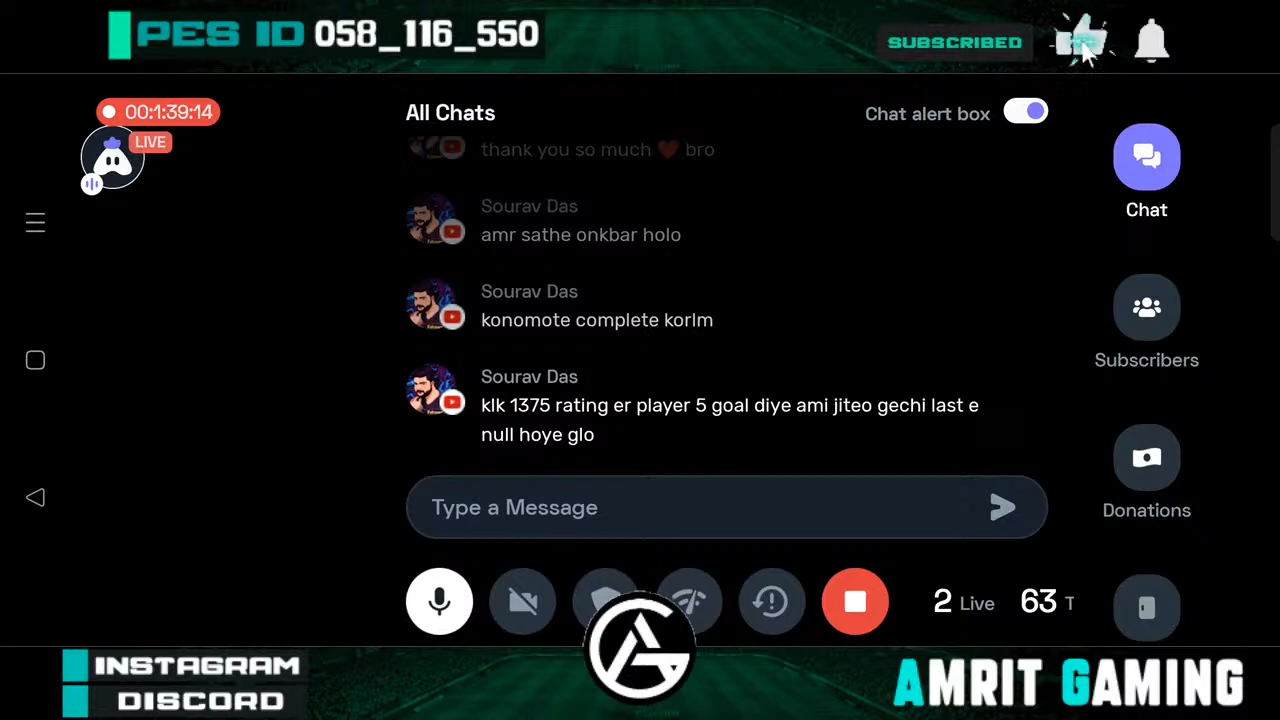 PES ID 058_116_550
SUBSCRIBED
00:1:39:14
LIVE
All Chats
Chat alert box
thank you so much ❤️ bro
Sourav Das
amr sathe onkbar holo
Sourav Das
konomote complete korlm
Sourav Das
klk 1375 rating er player 5 goal diye ami jiteo gechi last e
null hoye glo
Type a Message
Chat
Subscribers
Donations
2 Live 63 T
INSTAGRAM
DISCORD
AMRIT GAMING